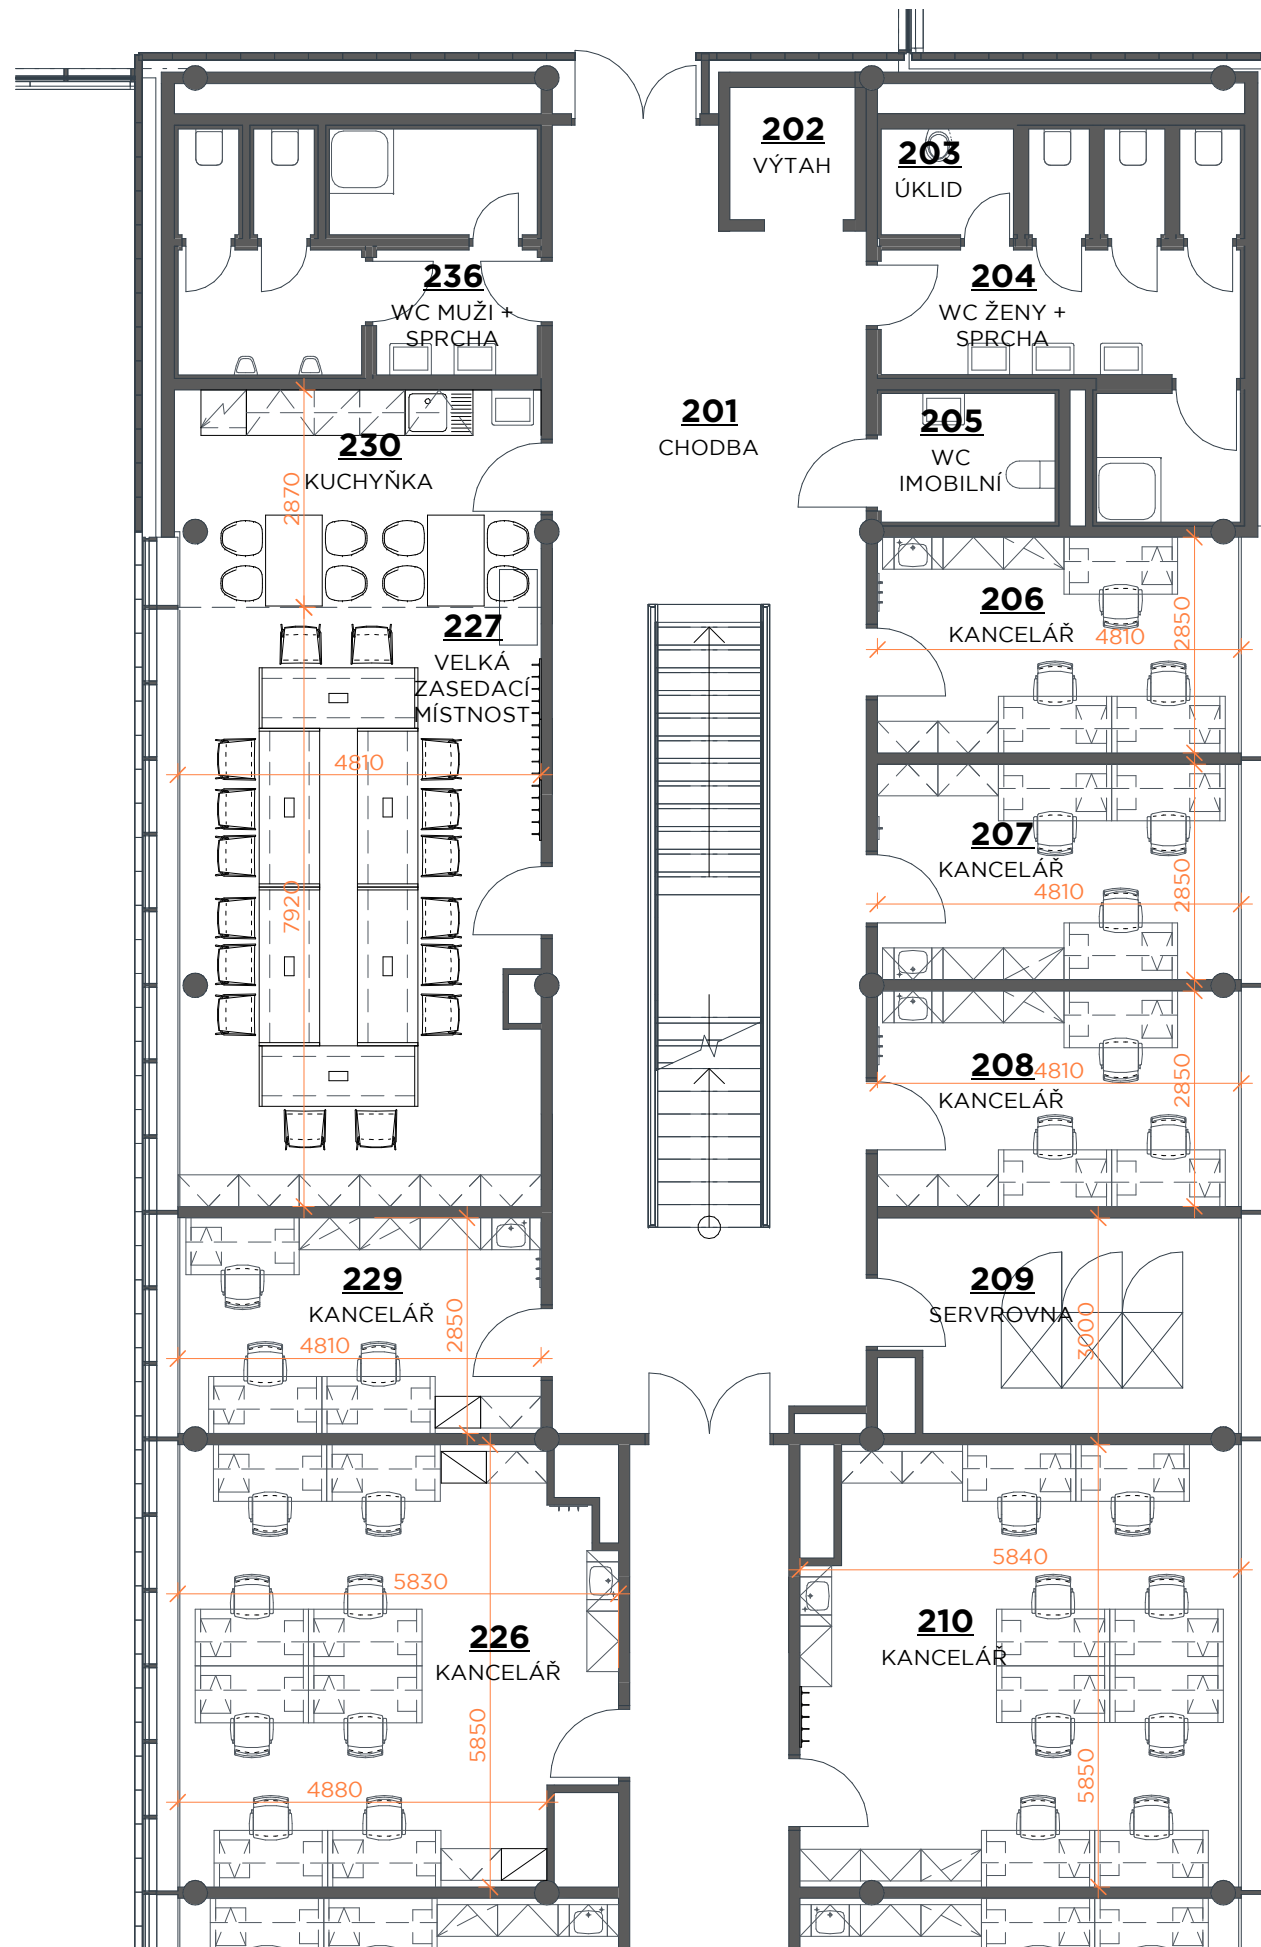 202
VÝTAH
203
ÚKLID
236
WC MUŽI +
SPRCHA
204
WC ŽENY +
SPRCHA
201
CHODBA
205
WC
IMOBILNÍ
230
KUCHYŇKA
2870
206
KANCELÁŘ
4810
2850
227
VELKÁ
ZASEDACÍ
MÍSTNOST
4810
7920
207
KANCELÁŘ
4810
2850
208
KANCELÁŘ
4810
2850
229
KANCELÁŘ
4810
2850
209
SERVROVNA
3000
226
KANCELÁŘ
5830
5850
4880
210
KANCELÁŘ
5840
5850